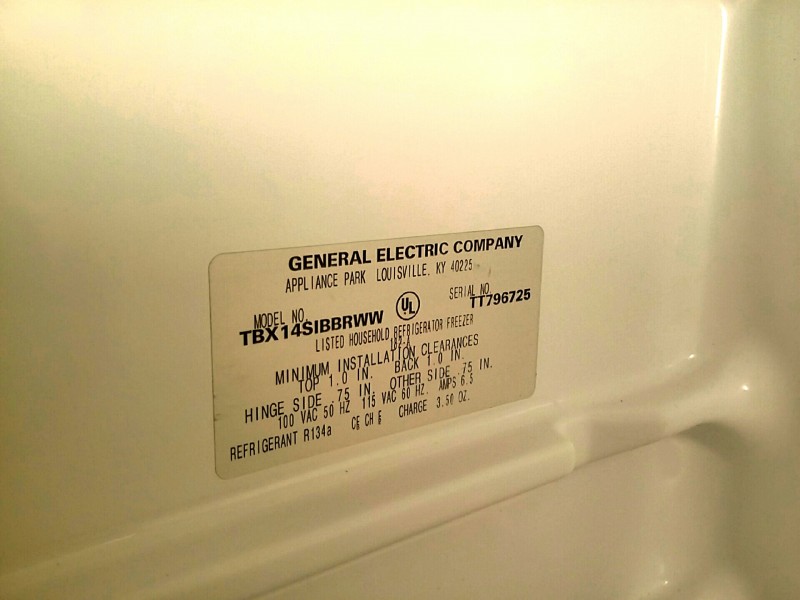 GENERAL ELECTRIC COMPANY
APPLIANCE PARK LOUISVILLE, KY 40225
MODEL NO. UL SERIAL NO.
TBX14SIBBRWW TT796725
LISTED HOUSEHOLD REFRIGERATOR FREEZER
182-A
MINIMUM INSTALLATION CLEARANCES
TOP 1.0 IN. BACK 1.0 IN.
HINGE SIDE .75 IN. OTHER SIDE .75 IN.
100 VAC 50 HZ 115 VAC 60 HZ. AMPS 6.5
REFRIGERANT R134a CHARGE 3.50 OZ.